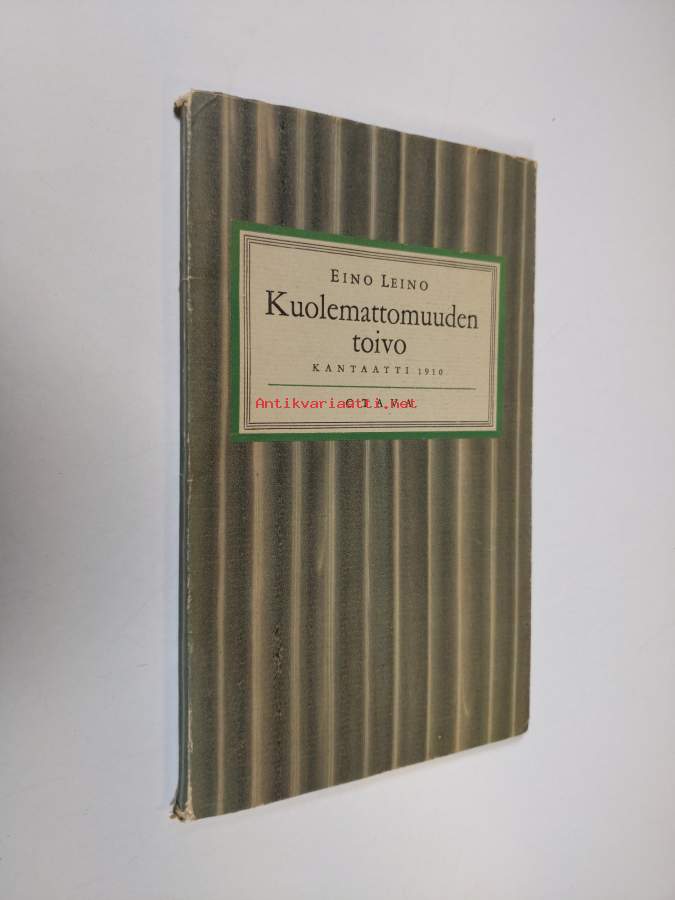 EINO LEINO
Kuolemattomuuden
toivo
KANTAATTI 1910
OTAVA
Antikvariaatti.net